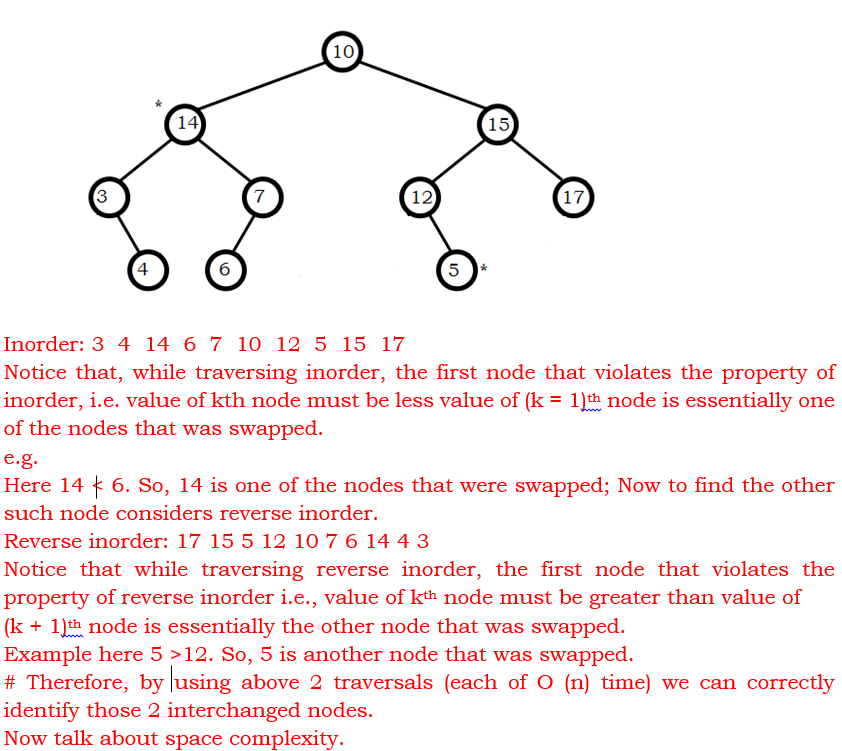 10
* 14 15
3 7 12 17
4 6 5 *
Inorder: 3 4 14 6 7 10 12 5 15 17
Notice that, while traversing inorder, the first node that violates the property of
inorder, i.e. value of kth node must be less value of (k = 1)th node is essentially one
of the nodes that was swapped.
e.g.
Here 14 < 6. So, 14 is one of the nodes that were swapped; Now to find the other
such node considers reverse inorder.
Reverse inorder: 17 15 5 12 10 7 6 14 4 3
Notice that while traversing reverse inorder, the first node that violates the
property of reverse inorder i.e., value of kth node must be greater than value of
(k + 1)th node is essentially the other node that was swapped.
Example here 5 >12. So, 5 is another node that was swapped.
# Therefore, by using above 2 traversals (each of O (n) time) we can correctly
identify those 2 interchanged nodes.
Now talk about space complexity.